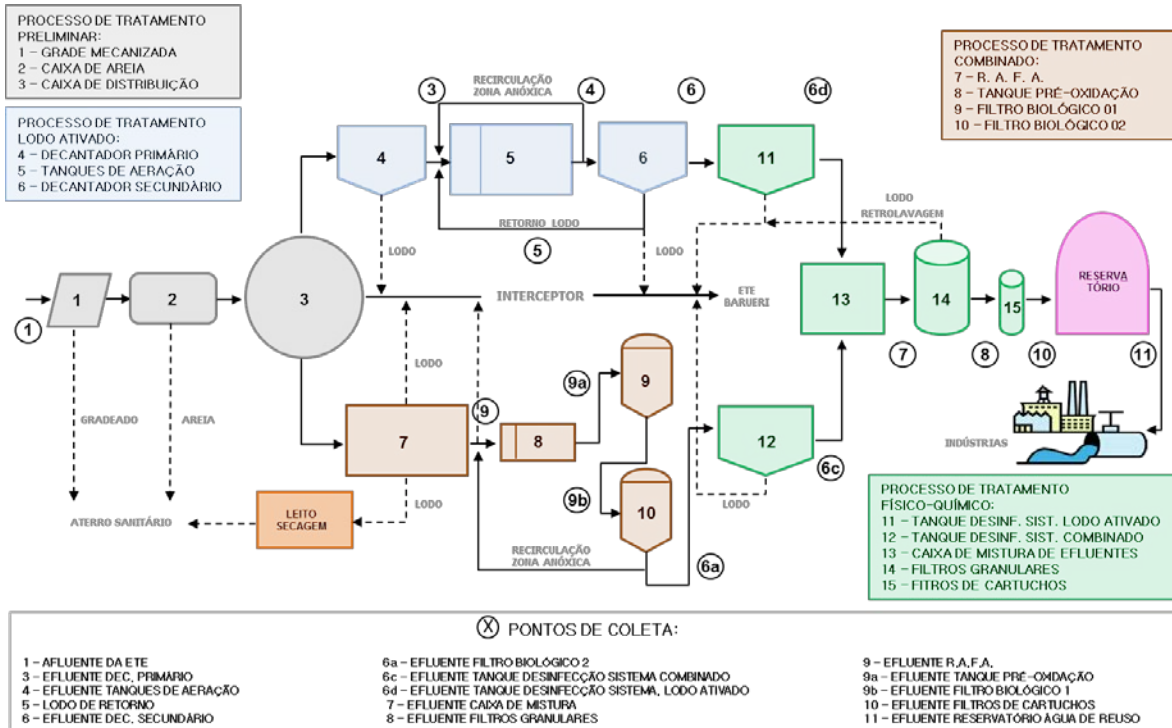 PROCESSO DE TRATAMENTO
PRELIMINAR:
1 – GRADE MECANIZADA
2 – CAIXA DE AREIA
3 – CAIXA DE DISTRIBUIÇÃO
PROCESSO DE TRATAMENTO
LODO ATIVADO:
4 – DECANTADOR PRIMÁRIO
5 – TANQUES DE AERAÇÃO
6 – DECANTADOR SECUNDÀRIO
PROCESSO DE TRATAMENTO
COMBINADO:
7 – R. A. F. A.
8 – TANQUE PRÉ-OXIDAÇÃO
9 – FILTRO BIOLÓGICO 01
10 – FILTRO BIOLÓGICO 02
RECIRCULAÇÃO
ZONA ANÓXICA
3
4
6
6d
4
5
6
11
RETORNO LODO
5
LODO
LODO
LODO
RETROLAVAGEM
1
1
2
3
INTERCEPTOR
ETE
BARUERI
13
14
15
RESERVA
TÓRIO
7
8
10
11
GRADEADO
AREIA
LODO
7
9
8
9a
9
9b
10
12
6c
INDÚSTRIAS
ATERRO SANITÁRIO
LEITO
SECAGEM
LODO
RECIRCULAÇÃO
ZONA ANÓXICA
6a
PROCESSO DE TRATAMENTO
FÍSICO-QUÍMICO:
11 – TANQUE DESINF. SIST. LODO ATIVADO
12 – TANQUE DESINF. SIST. COMBINADO
13 – CAIXA DE MISTURA DE EFLUENTES
14 – FILTROS GRANULARES
15 – FITROS DE CARTUCHOS
X PONTOS DE COLETA:
1 – AFLUENTE DA ETE
3 – EFLUENTE DEC. PRIMÁRIO
4 – EFLUENTE TANQUES DE AERAÇÃO
5 – LODO DE RETORNO
6 – EFLUENTE DEC. SECUNDÁRIO
6a – EFLUENTE FILTRO BIOLÓGICO 2
6c – EFLUENTE TANQUE DESINFECÇÃO SISTEMA COMBINADO
6d – EFLUENTE TANQUE DESINFECÇÃO SISTEMA. LODO ATIVADO
7 – EFLUENTE CAIXA DE MISTURA
8 – EFLUENTE FILTROS GRANULARES
9 – EFLUENTE R.A.F.A.
9a – EFLUENTE TANQUE PRÉ-OXIDAÇÃO
9b – EFLUENTE FILTRO BIOLÓGICO 1
10 – EFLUENTE FILTROS DE CARTUCHOS
11 – EFLUENTE RESERVATÓRIO AGUA DE REUSO